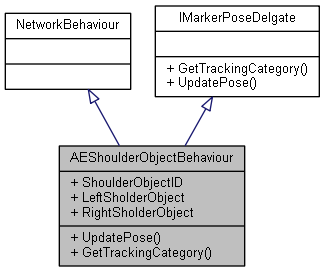 NetworkBehaviour
IMarkerPoseDelgate
+ GetTrackingCategory()
+ UpdatePose()
AEShoulderObjectBehaviour
+ ShoulderObjectID
+ LeftSholderObject
+ RightSholderObject
+ UpdatePose()
+ GetTrackingCategory()